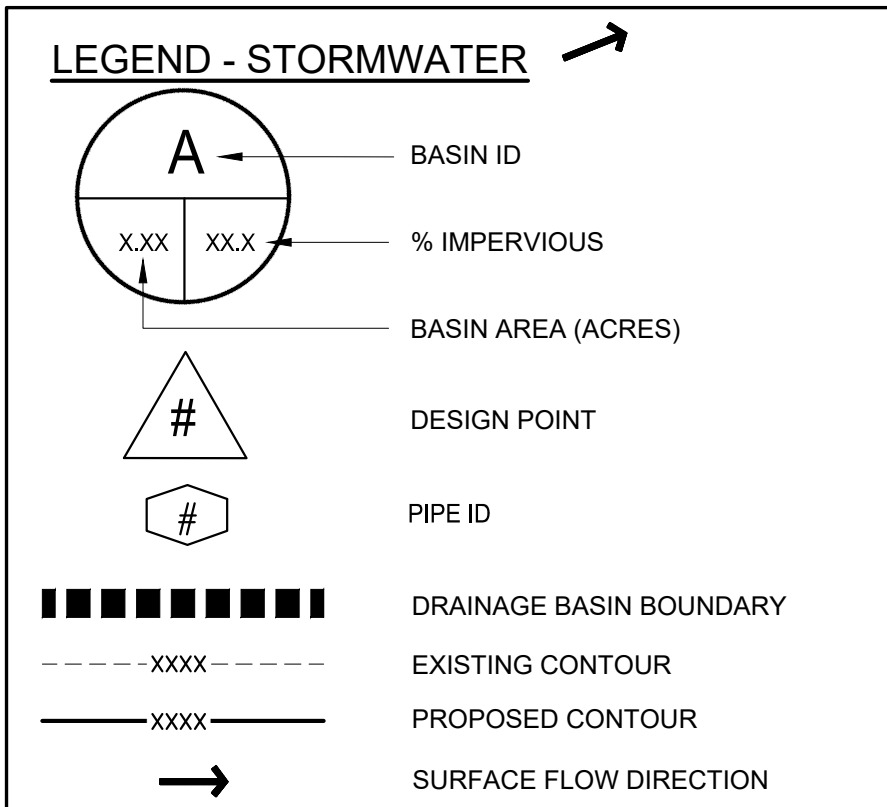 LEGEND - STORMWATER
A
BASIN ID
X.XX XX.X
% IMPERVIOUS
BASIN AREA (ACRES)
#
DESIGN POINT
#
PIPE ID
DRAINAGE BASIN BOUNDARY
XXXX
EXISTING CONTOUR
XXXX
PROPOSED CONTOUR
SURFACE FLOW DIRECTION